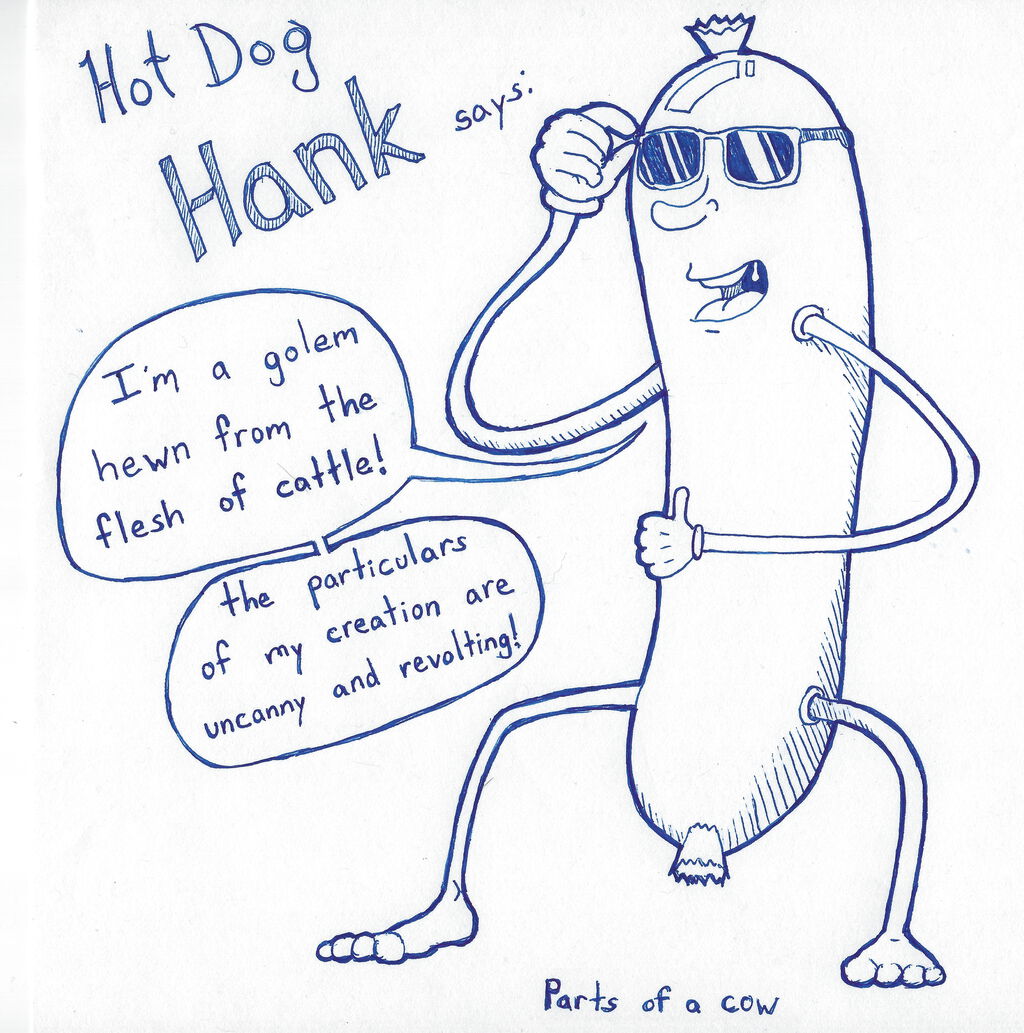 Hot Dog
Hank
says:
I'm a golem
hewn from the
flesh of cattle!
the particulars
of my creation are
uncanny and revolting!
Parts of a cow